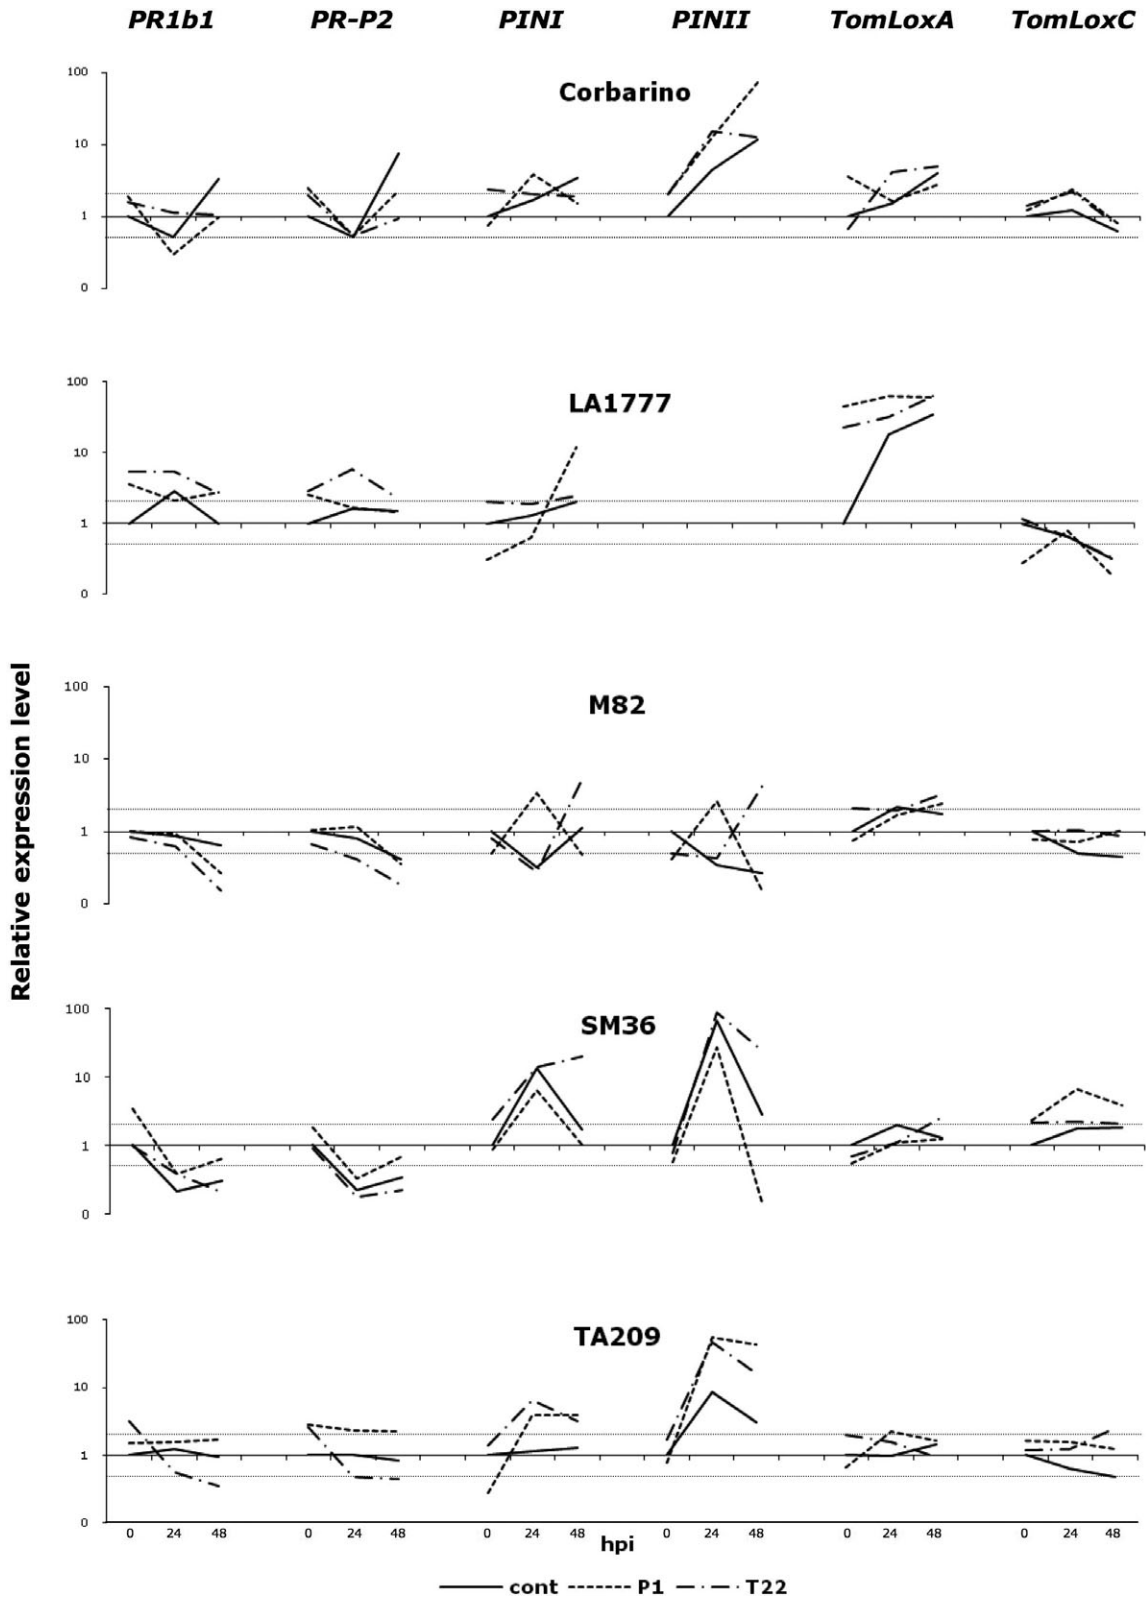 PR1b1 PR-P2 PINI PINII TomLoxA TomLoxC
Corbarino
100
10
1
0
LA1777
100
10
1
0
M82
100
10
1
0
Relative expression level
SM36
100
10
1
0
TA209
100
10
1
0
0 24 48 0 24 48 0 24 48 0 24 48 0 24 48 0 24 48
hpi
cont P1 T22